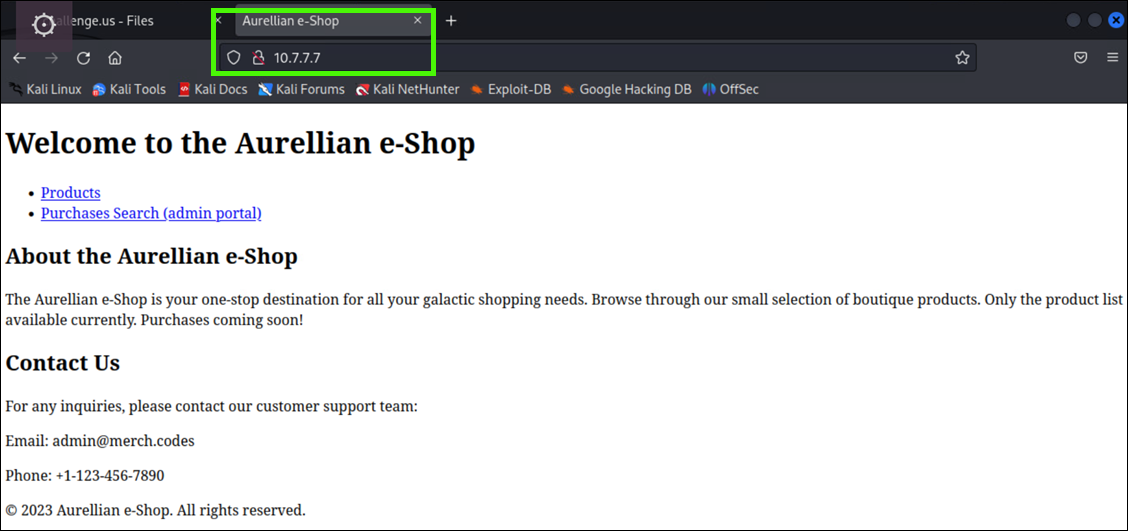 allenge.us - Files
Aurellian e-Shop
10.7.7.7
Kali Linux Kali Tools Kali Docs Kali Forums Kali NetHunter Exploit-DB Google Hacking DB OffSec
Welcome to the Aurellian e-Shop
• Products
• Purchases Search (admin portal)
About the Aurellian e-Shop
The Aurellian e-Shop is your one-stop destination for all your galactic shopping needs. Browse through our small selection of boutique products. Only the product list
available currently. Purchases coming soon!
Contact Us
For any inquiries, please contact our customer support team:
Email: admin@merch.codes
Phone: +1-123-456-7890
© 2023 Aurellian e-Shop. All rights reserved.